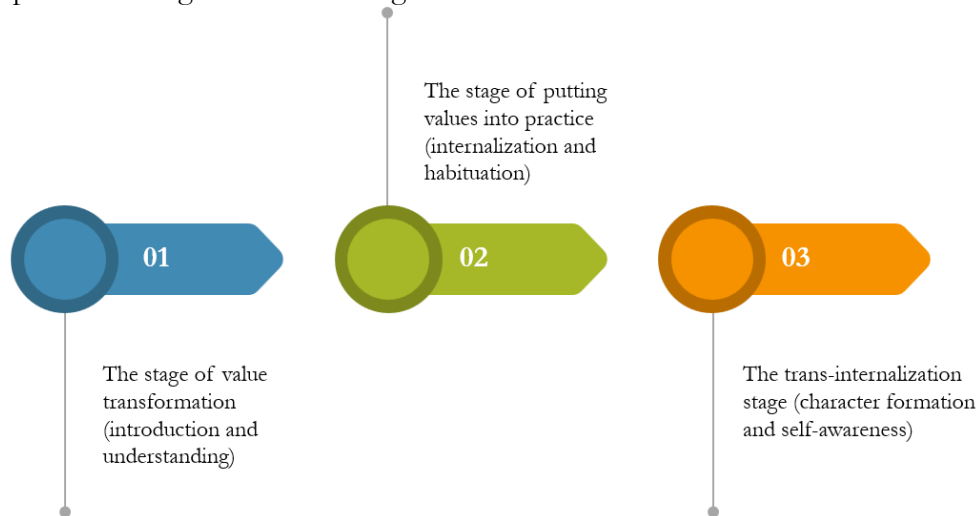 The stage of putting
values into practice
(internalization and
habituation)
01
02
03
The stage of value
transformation
(introduction and
understanding)
The trans-internalization
stage (character formation
and self-awareness)